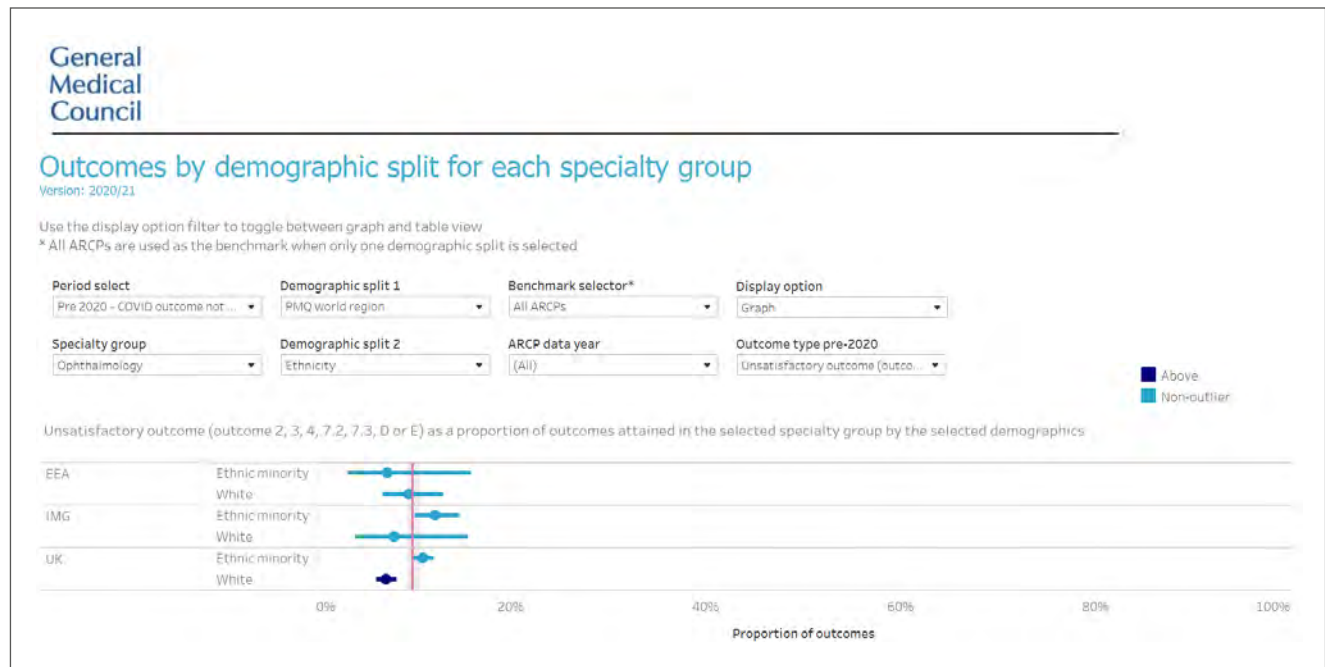 General
Medical
Council
Outcomes by demographic split for each specialty group
Version: 2020/21
Use the display option filter to toggle between graph and table view
* All ARCPs are used as the benchmark when only one demographic split is selected
Period select Demographic split 1 Benchmark selector* Display option
Pre 2020 - COVID outcome not ... PMQ world region All ARCPs Graph
Specialty group Demographic split 2 ARCP data year Outcome type pre-2020
Ophthalmology Ethnicity (All) Unsatisfactory outcome (outco...
Above
Non-outlier
Unsatisfactory outcome (outcome 2, 3, 4, 7.2, 7.3, D or E) as a proportion of outcomes attained in the selected specialty group by the selected demographics
EEA Ethnic minority
White
IMG Ethnic minority
White
UK Ethnic minority
White
0% 20% 40% 60% 80% 100%
Proportion of outcomes